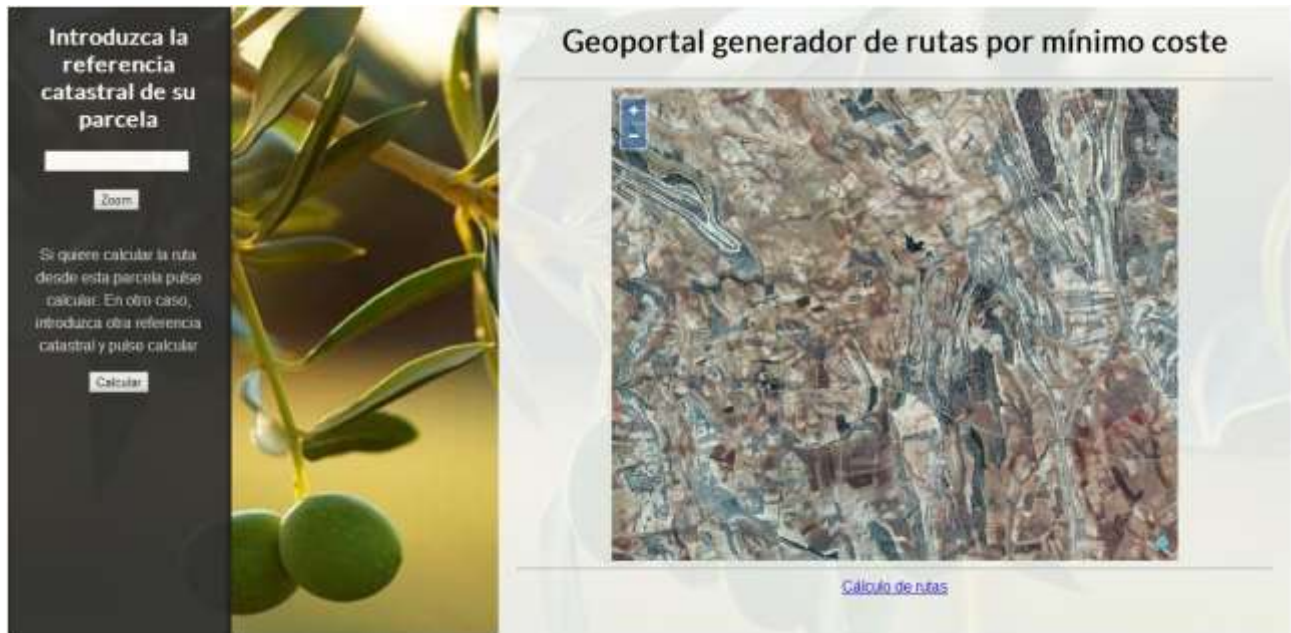 Introduzca la
referencia
catastral de su
parcela
Zoom
Si quiere calcular la ruta
desde esta parcela pulse
calcular. En otro caso,
introduzca otra referencia
catastral y pulse calcular
Calcular
Geoportal generador de rutas por mínimo coste
+
-
Cálculo de rutas